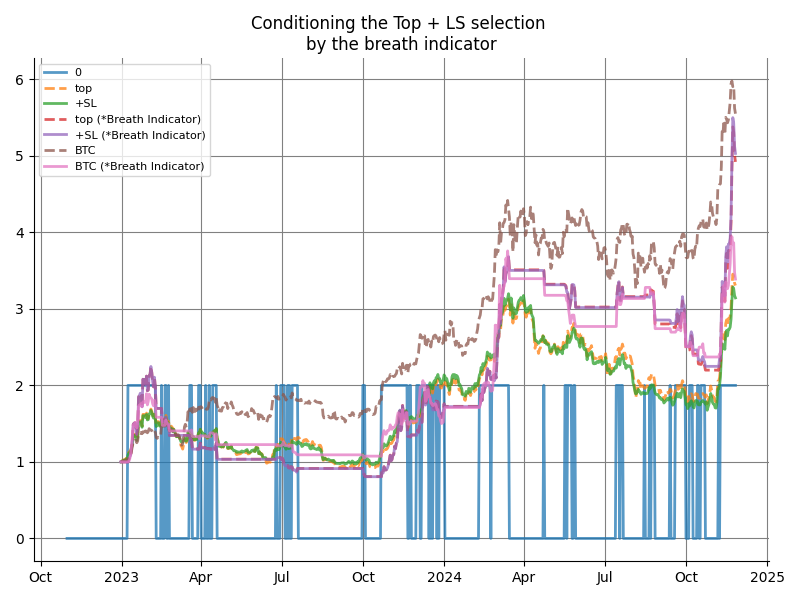 Conditioning the Top + LS selection
by the breath indicator
0
top
+SL
top (*Breath Indicator)
+SL (*Breath Indicator)
BTC
BTC (*Breath Indicator)
6
5
4
3
2
1
0
Oct 2023 Apr Jul Oct 2024 Apr Jul Oct 2025